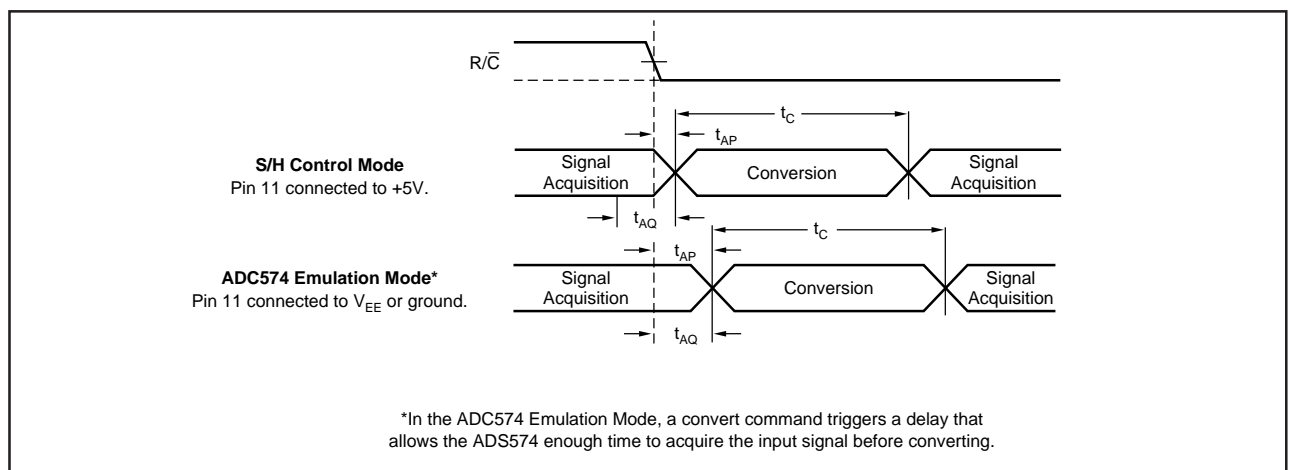 R/C̅
t_C
t_AP
S/H Control Mode
Pin 11 connected to +5V.
Signal
Acquisition
Conversion
Signal
Acquisition
t_AQ
t_C
t_AP
ADC574 Emulation Mode*
Pin 11 connected to V_EE or ground.
Signal
Acquisition
Conversion
Signal
Acquisition
t_AQ
*In the ADC574 Emulation Mode, a convert command triggers a delay that
allows the ADS574 enough time to acquire the input signal before converting.